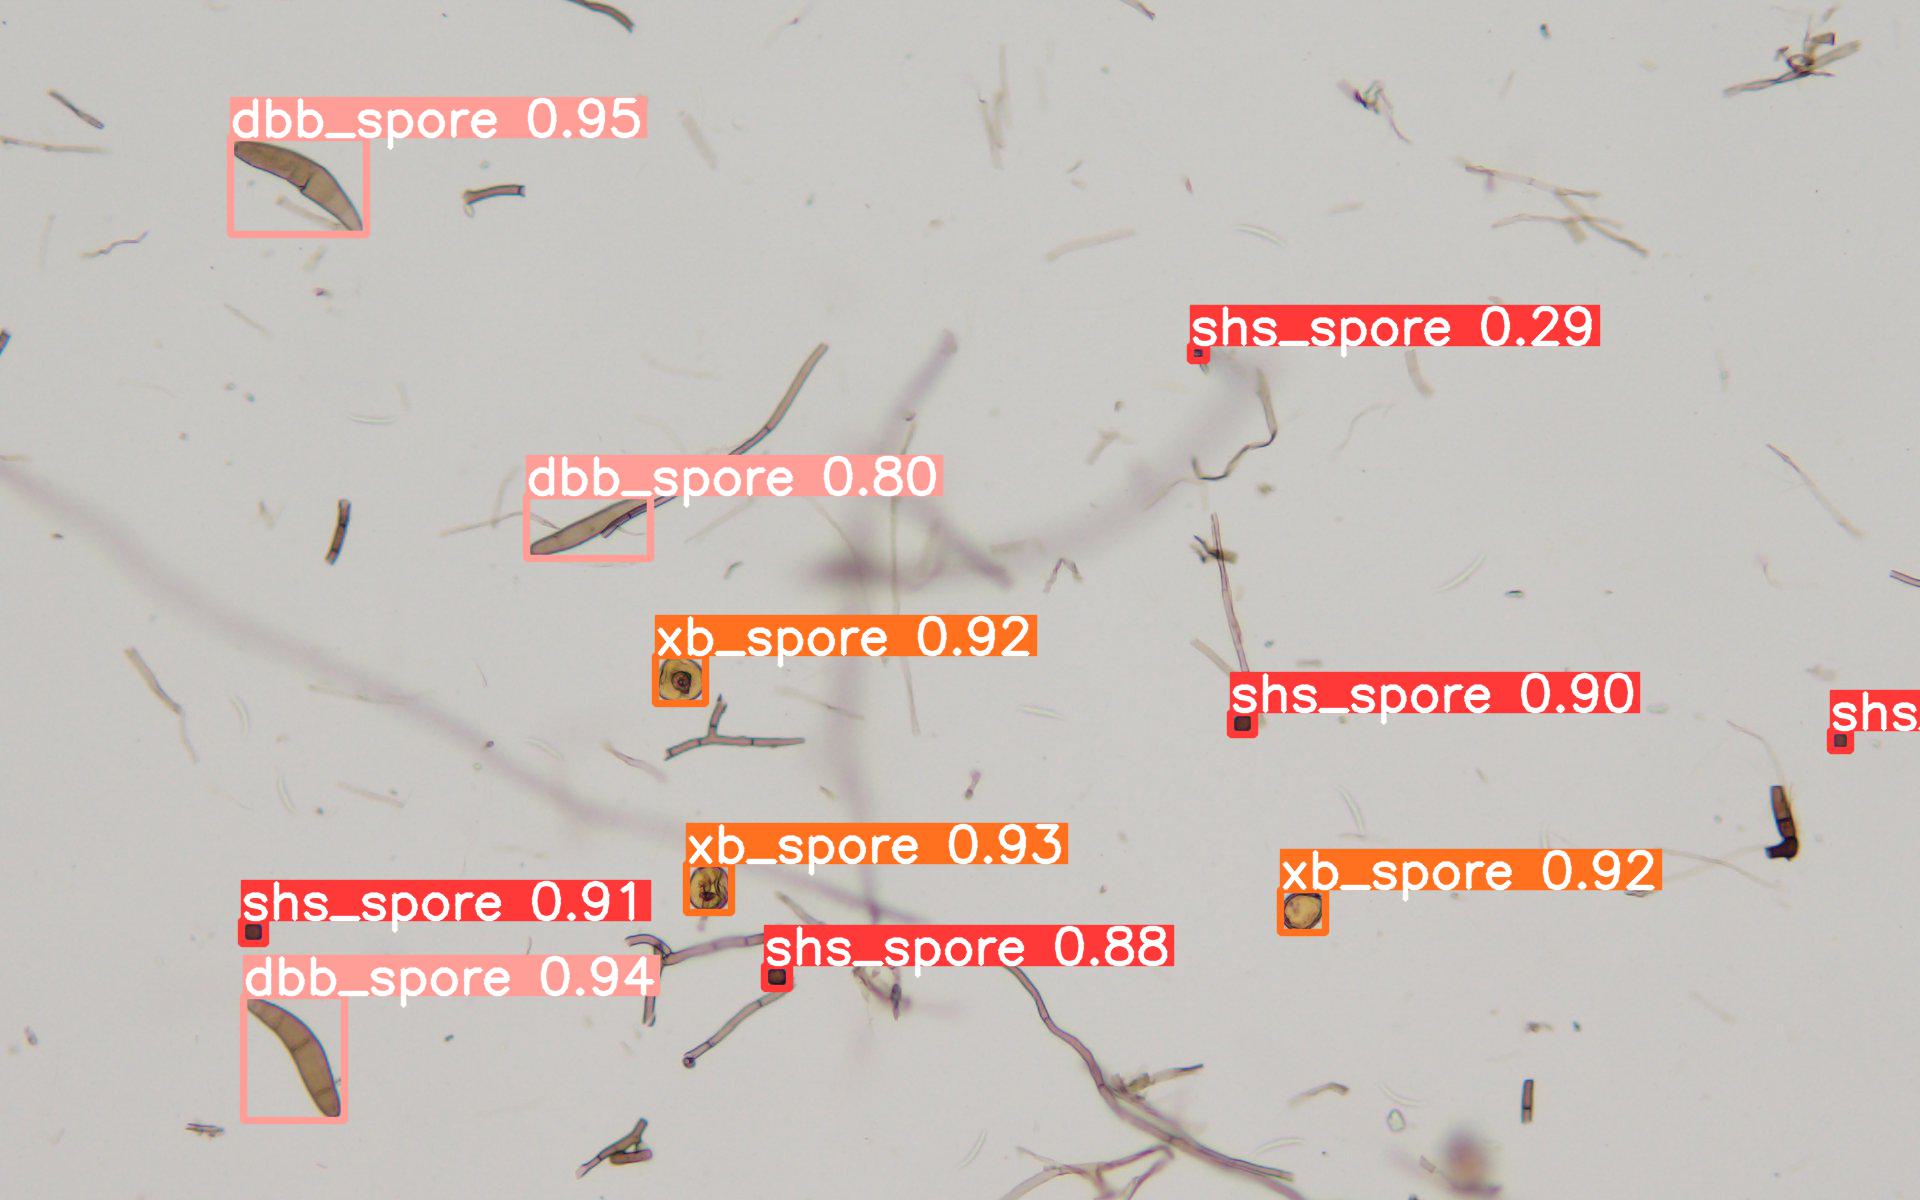 dbb_spore 0.95
shs_spore 0.29
dbb_spore 0.80
xb_spore 0.92
shs_spore 0.90
shs_
xb_spore 0.93
xb_spore 0.92
shs_spore 0.91
shs_spore 0.88
dbb_spore 0.94